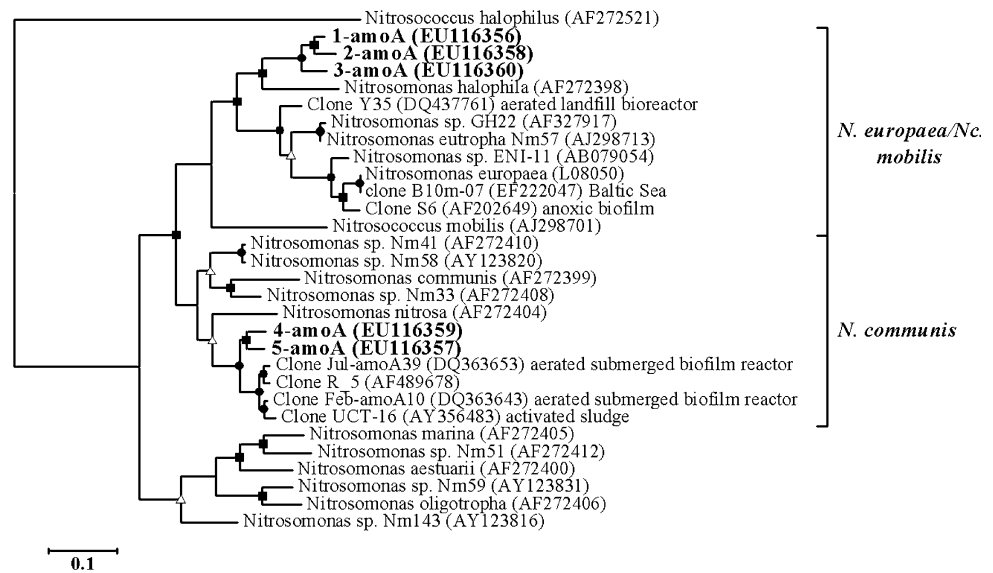 Nitrosococcus halophilus (AF272521)
1-amoA (EU116356)
2-amoA (EU116358)
3-amoA (EU116360)
Nitrosomonas halophila (AF272398)
Clone Y35 (DQ437761) aerated landfill bioreactor
Nitrosomonas sp. GH22 (AF327917)
Nitrosomonas eutropha Nm57 (AJ298713)
Nitrosomonas sp. ENI-11 (AB079054)
Nitrosomonas europaea (L08050)
clone B10m-07 (EF222047) Baltic Sea
Clone S6 (AF202649) anoxic biofilm
Nitrosococcus mobilis (AJ298701)
N. europaea/Nc.
mobilis
Nitrosomonas sp. Nm41 (AF272410)
Nitrosomonas sp. Nm58 (AY123820)
Nitrosomonas communis (AF272399)
Nitrosomonas sp. Nm33 (AF272408)
Nitrosomonas nitrosa (AF272404)
4-amoA (EU116359)
5-amoA (EU116357)
Clone Jul-amoA39 (DQ363653) aerated submerged biofilm reactor
Clone R_5 (AF489678)
Clone Feb-amoA10 (DQ363643) aerated submerged biofilm reactor
Clone UCT-16 (AY356483) activated sludge
N. communis
Nitrosomonas marina (AF272405)
Nitrosomonas sp. Nm51 (AF272412)
Nitrosomonas aestuarii (AF272400)
Nitrosomonas sp. Nm59 (AY123831)
Nitrosomonas oligotropha (AF272406)
Nitrosomonas sp. Nm143 (AY123816)
0.1